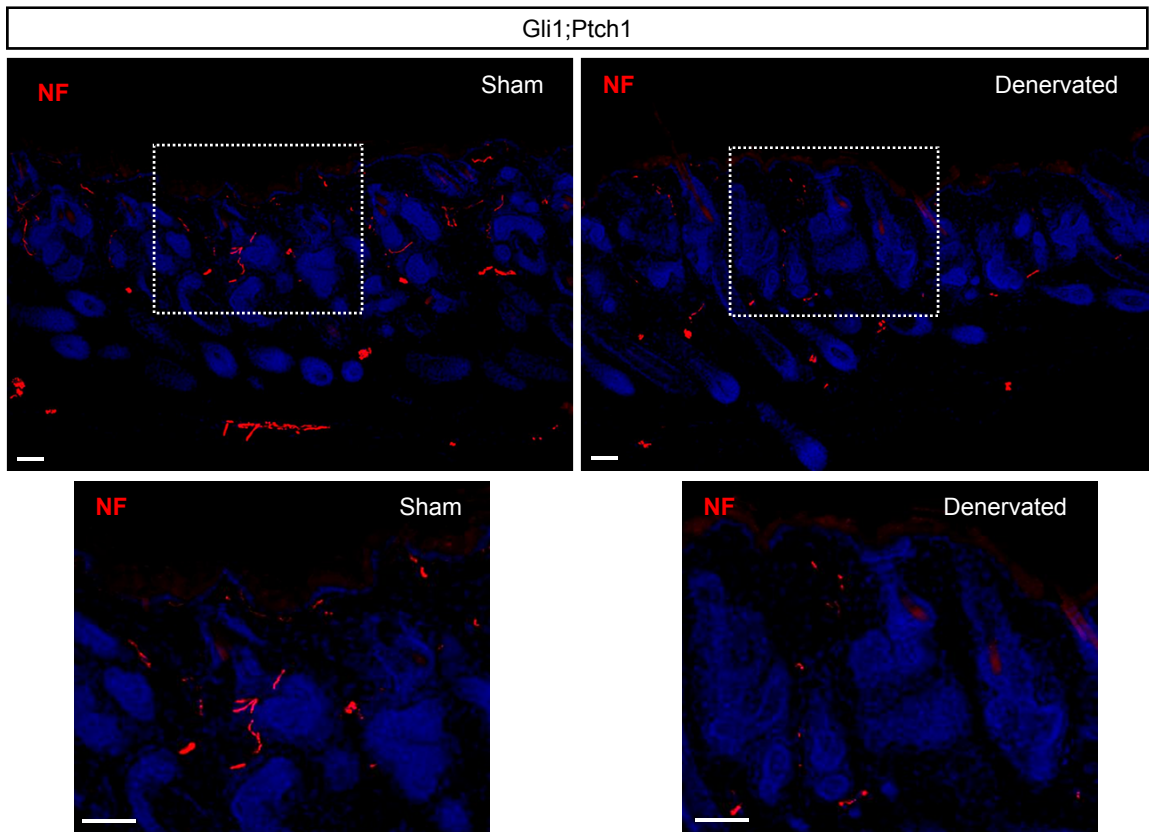 Gli1;Ptch1
NF
Sham
NF
Denervated
NF
Sham
NF
Denervated